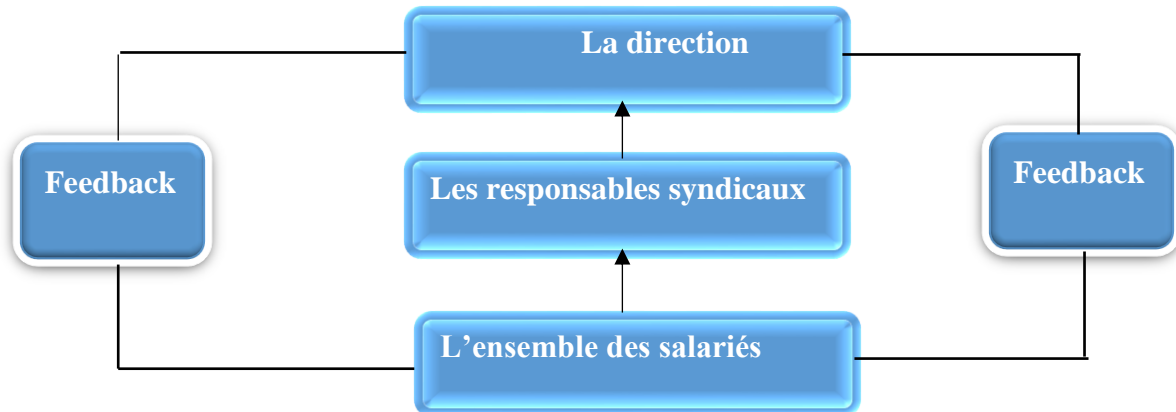 La direction
Feedback
Feedback
Les responsables syndicaux
L’ensemble des salariés